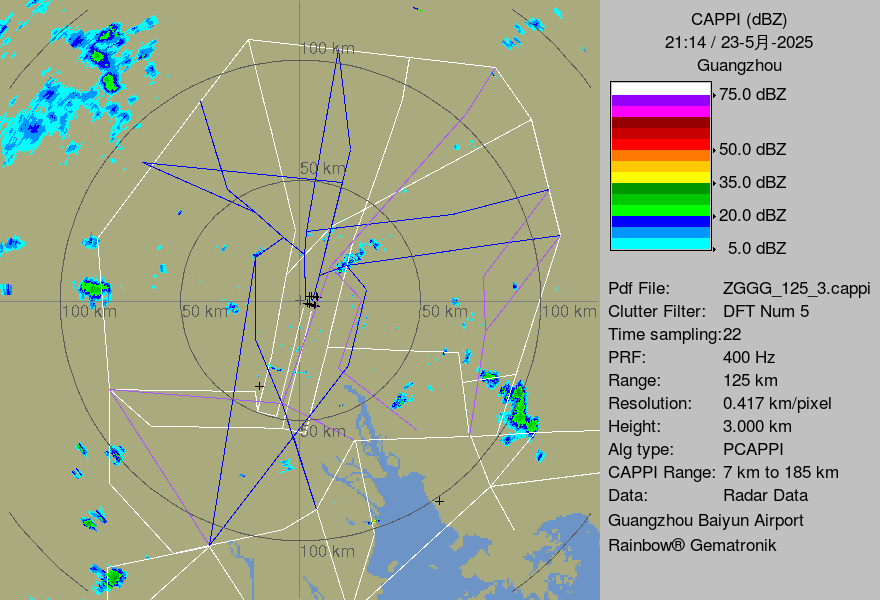 100 km
50 km
100 km
50 km
50 km
100 km
50 km
100 km
CAPPI (dBZ)
21:14 / 23-5月-2025
Guangzhou
75.0 dBZ
50.0 dBZ
35.0 dBZ
20.0 dBZ
5.0 dBZ
Pdf File: ZGGG_125_3.cappi
Clutter Filter: DFT Num 5
Time sampling:22
PRF: 400 Hz
Range: 125 km
Resolution: 0.417 km/pixel
Height: 3.000 km
Alg type: PCAPPI
CAPPI Range: 7 km to 185 km
Data: Radar Data
Guangzhou Baiyun Airport
Rainbow® Gematronik